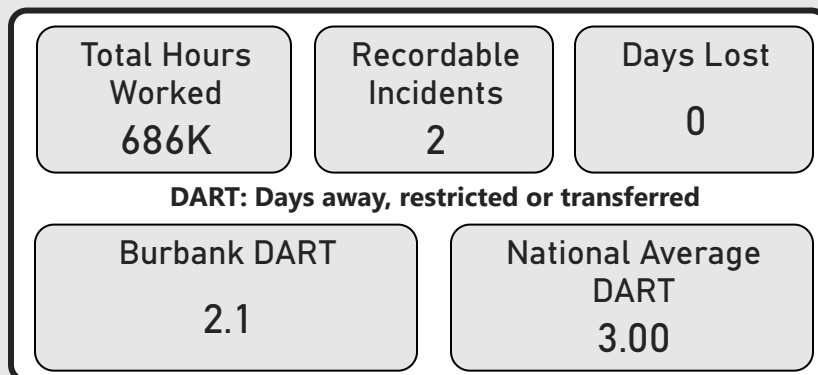 Total Hours
Worked
686K
Recordable
Incidents
2
Days Lost
0
DART: Days away, restricted or transferred
Burbank DART
2.1
National Average
DART
3.00